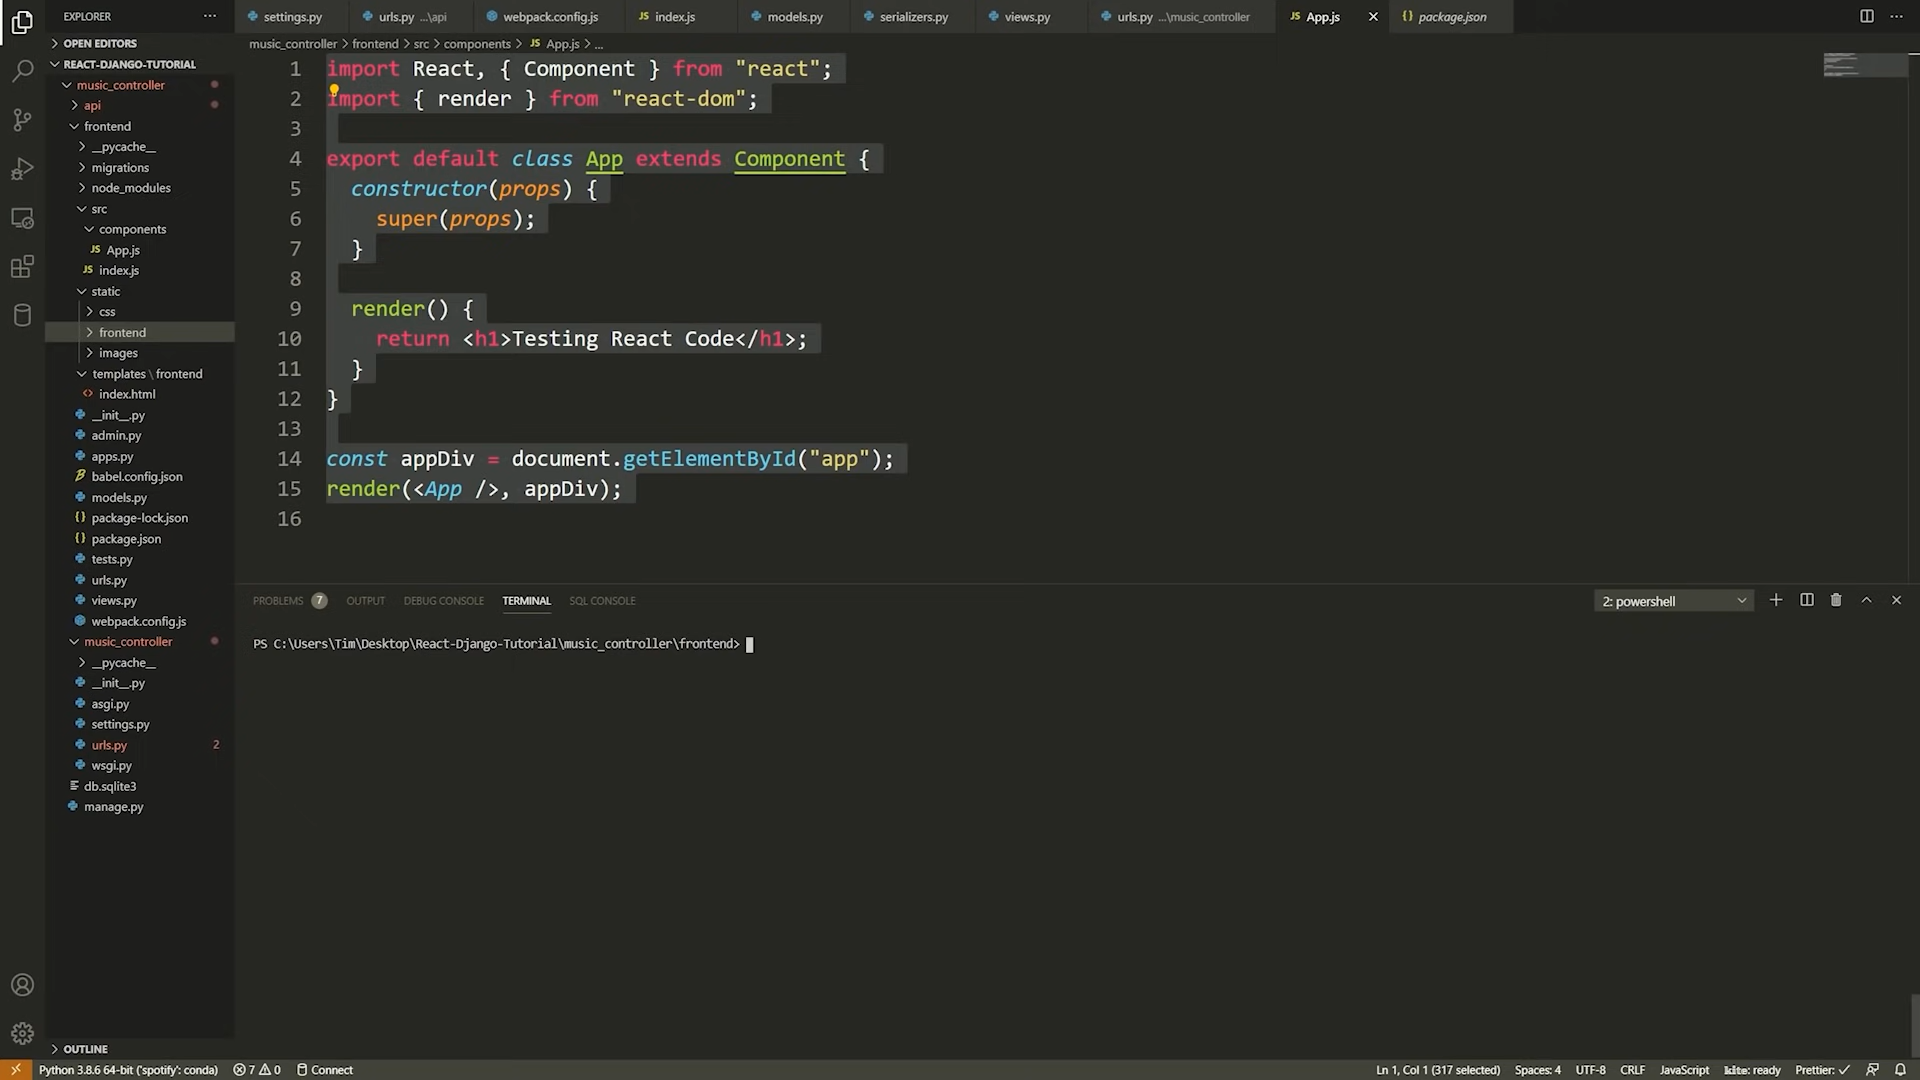 EXPLORER
settings.py
urls.py ...\api
webpack.config.js
JS index.js
models.py
serializers.py
views.py
urls.py ...\music_controller
JS App.js
{} package.json
OPEN EDITORS
music_controller > frontend > src > components > JS App.js > ...
REACT-DJANGO-TUTORIAL
music_controller
api
frontend
__pycache__
migrations
node_modules
src
components
JS App.js
JS index.js
static
css
frontend
images
templates \ frontend
<> index.html
__init__.py
admin.py
apps.py
babel.config.json
models.py
{} package-lock.json
{} package.json
tests.py
urls.py
views.py
webpack.config.js
music_controller
__pycache__
__init__.py
asgi.py
settings.py
urls.py 2
wsgi.py
db.sqlite3
manage.py
OUTLINE
1 import React, { Component } from "react";
2 import { render } from "react-dom";
3
4 export default class App extends Component {
5 constructor(props) {
6 super(props);
7 }
8
9 render() {
10 return <h1>Testing React Code</h1>;
11 }
12 }
13
14 const appDiv = document.getElementById("app");
15 render(<App />, appDiv);
16
PROBLEMS 7 OUTPUT DEBUG CONSOLE TERMINAL SQL CONSOLE
2: powershell
PS C:\Users\Tim\Desktop\React-Django-Tutorial\music_controller\frontend>
Python 3.8.6 64-bit ('spotify': conda) 7 0 Connect
Ln 1, Col 1 (317 selected) Spaces: 4 UTF-8 CRLF JavaScript kite: ready Prettier: ✓